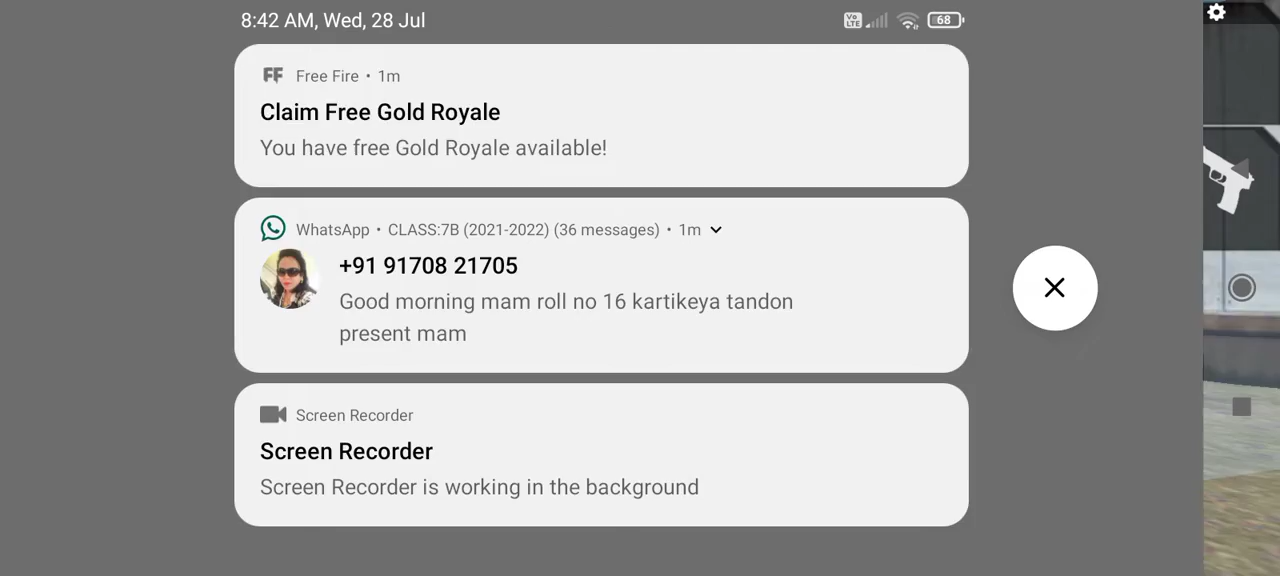 8:42 AM, Wed, 28 Jul
Vo LTE
68
FF Free Fire • 1m
Claim Free Gold Royale
You have free Gold Royale available!
WhatsApp • CLASS:7B (2021-2022) (36 messages) • 1m
+91 91708 21705
Good morning mam roll no 16 kartikeya tandon
present mam
Screen Recorder
Screen Recorder
Screen Recorder is working in the background